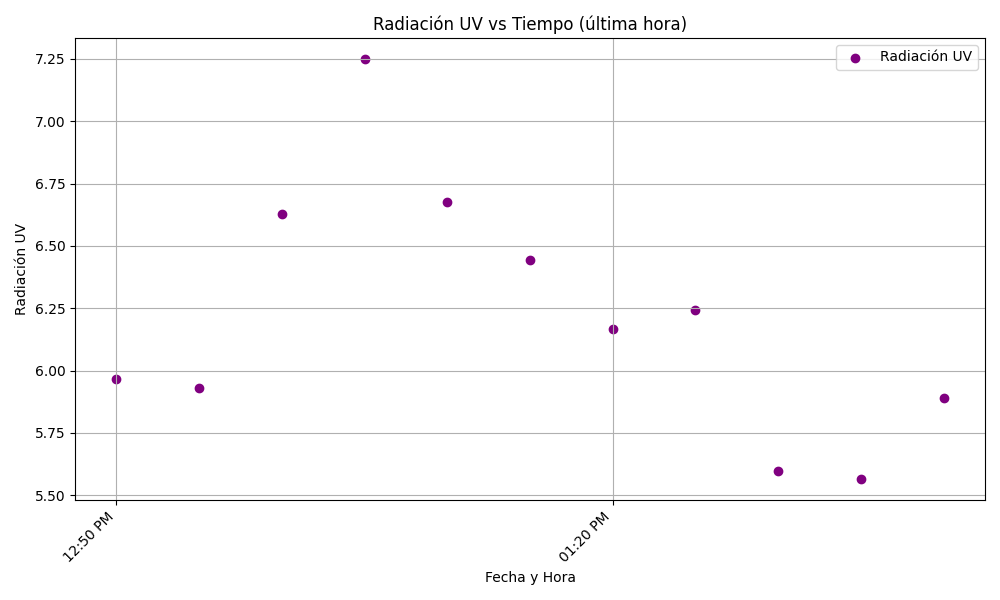 Radiación UV vs Tiempo (última hora)
Radiación UV
7.25
7.00
6.75
6.50
6.25
6.00
5.75
5.50
Radiación UV
12:50 PM
01:20 PM
Fecha y Hora